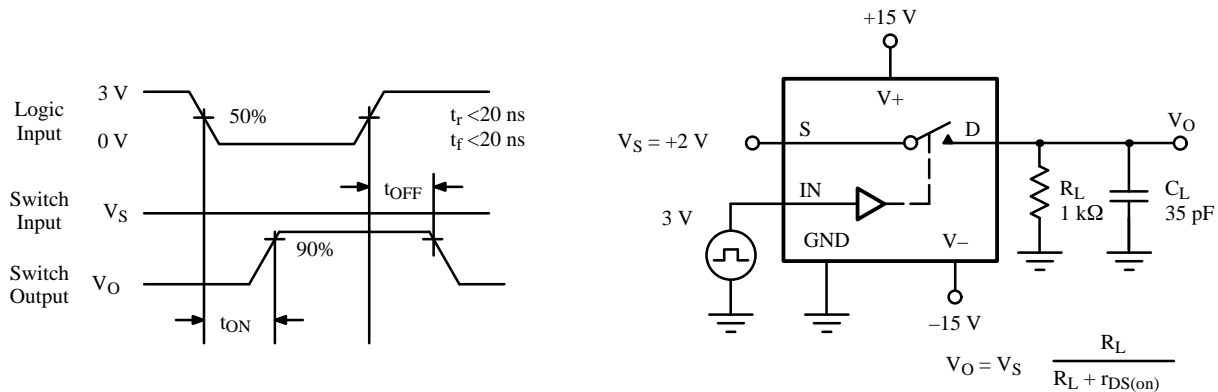 3 V
Logic
Input
0 V
50%
t_r <20 ns
t_f <20 ns
t_OFF
Switch
Input
V_S
90%
Switch
Output
V_O
t_ON
+15 V
V+
V_S = +2 V
S
D
V_O
IN
3 V
GND
V–
R_L
1 kΩ
C_L
35 pF
–15 V
V_O = V_S
R_L
R_L + r_DS(on)